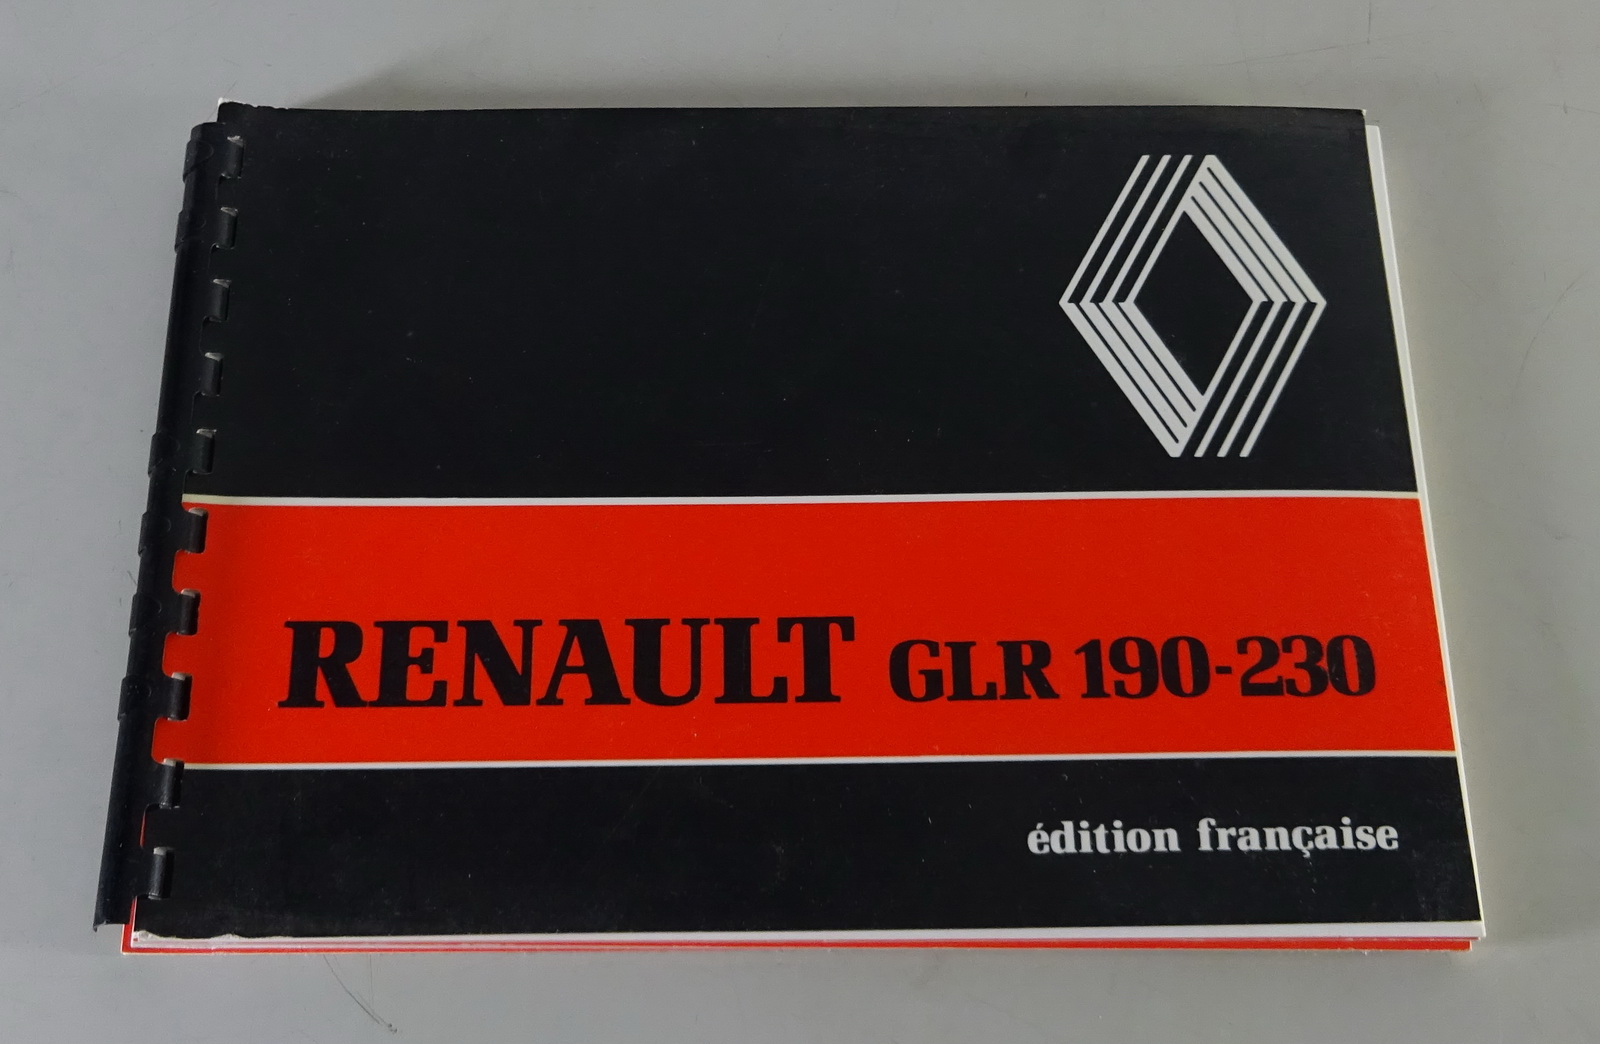 RENAULT GLR 190-230
édition française